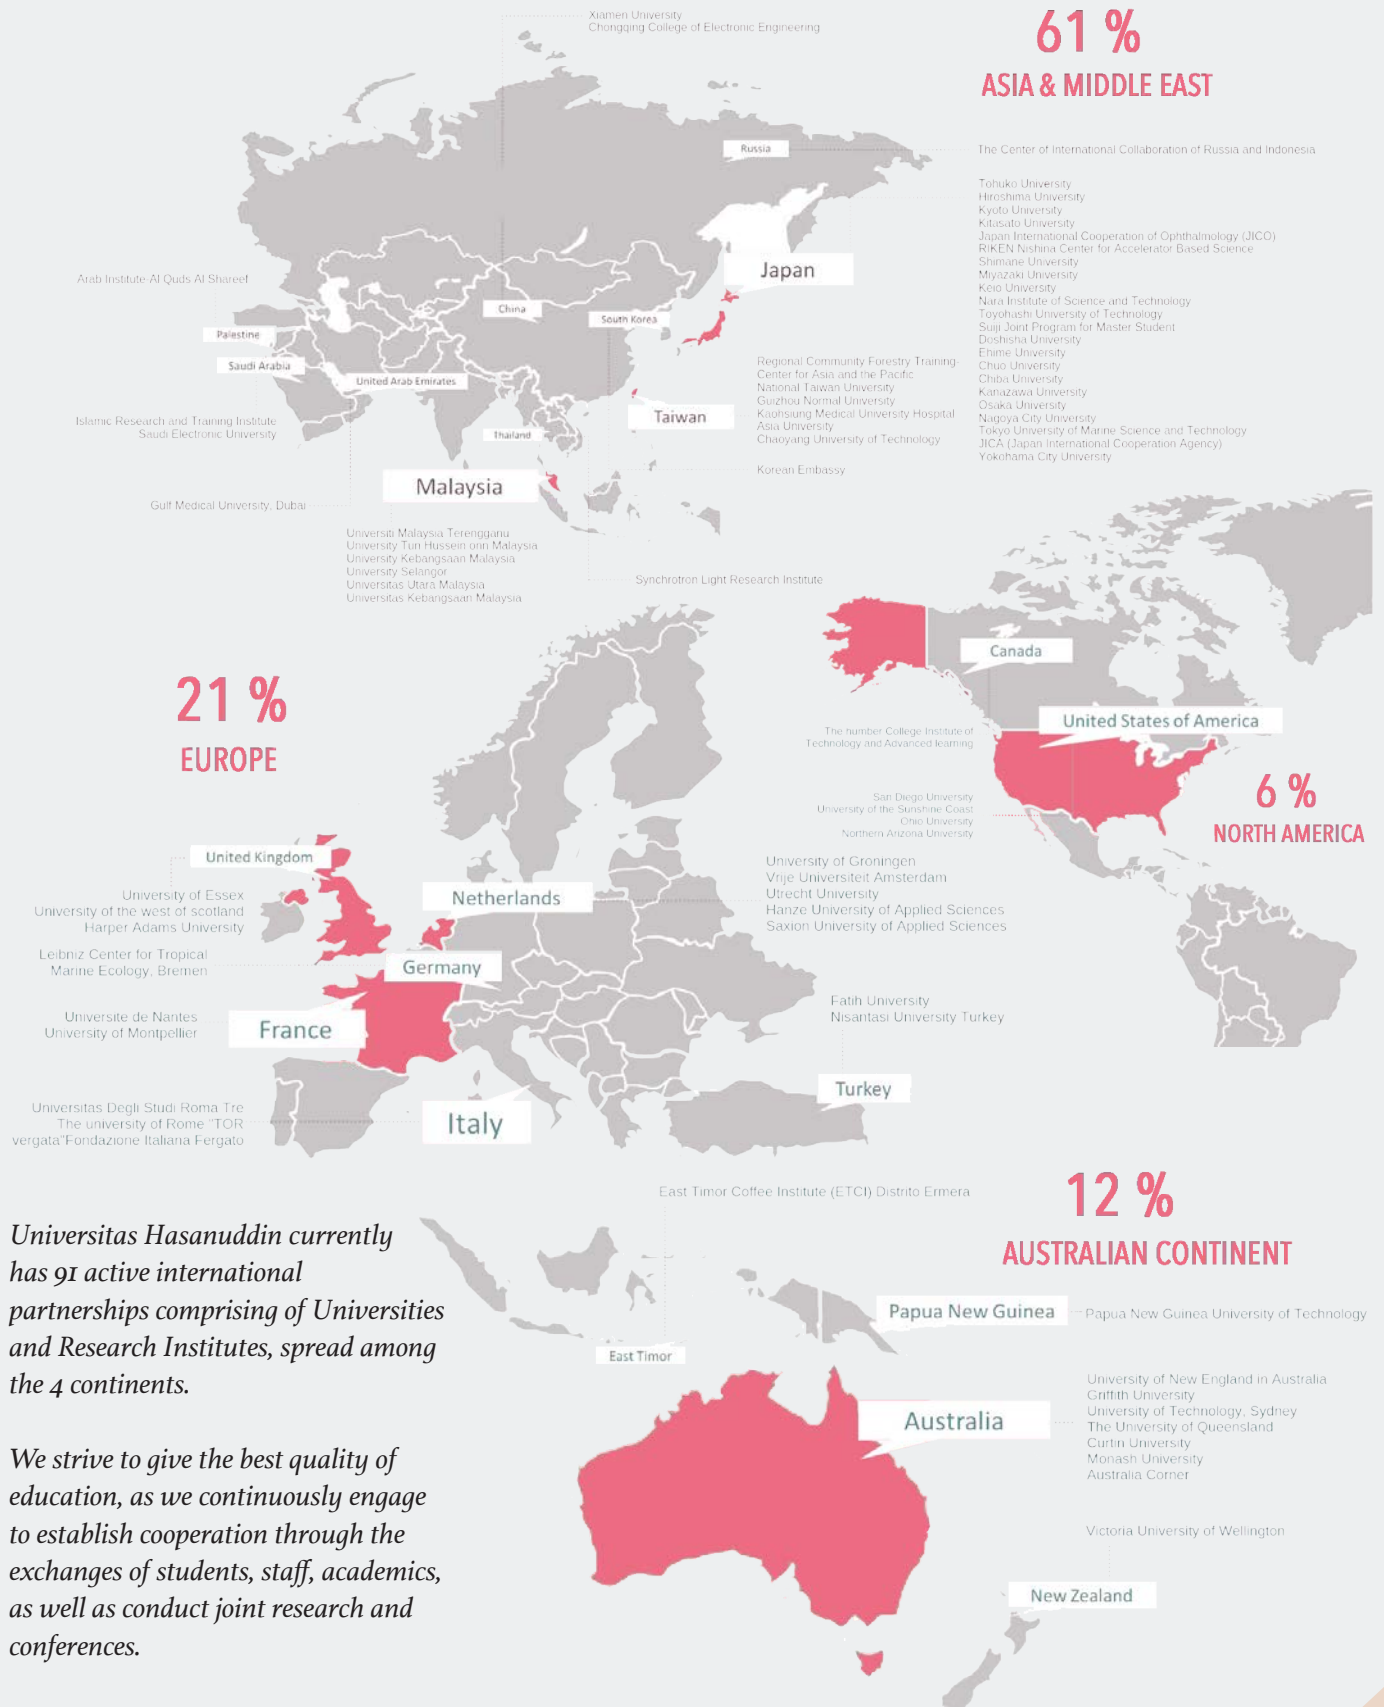 Xiamen University
Chongqing College of Electronic Engineering
61 %
ASIA & MIDDLE EAST
Russia
The Center of International Collaboration of Russia and Indonesia
Tohuko University
Hiroshima University
Kyoto University
Kitasato University
Japan International Cooperation of Ophthalmology (JICO)
RIKEN Nishina Center for Accelerator Based Science
Shimane University
Miyazaki University
Keio University
Nara Institute of Science and Technology
Toyohashi University of Technology
Suiji Joint Program for Master Student
Doshisha University
Ehime University
Chuo University
Chiba University
Kanazawa University
Osaka University
Nagoya City University
Tokyo University of Marine Science and Technology
JICA (Japan International Cooperation Agency)
Yokohama City University
Japan
Arab Institute Al Quds Al Shareef
China
South Korea
Palestine
Saudi Arabia
United Arab Emirates
Regional Community Forestry Training-
Center for Asia and the Pacific
National Taiwan University
Guizhou Normal University
Kaohsiung Medical University Hospital
Asia University
Chaoyang University of Technology
Taiwan
Islamic Research and Training Institute
Saudi Electronic University
Thailand
Korean Embassy
Malaysia
Gulf Medical University, Dubai
Universiti Malaysia Terengganu
University Tun Hussein onn Malaysia
University Kebangsaan Malaysia
University Selangor
Universitas Utara Malaysia
Universitas Kebangsaan Malaysia
Synchrotron Light Research Institute
Canada
United States of America
The humber College Institute of
Technology and Advanced learning
San Diego University
University of the Sunshine Coast
Ohio University
Northern Arizona University
6 %
NORTH AMERICA
21 %
EUROPE
United Kingdom
University of Essex
University of the west of scotland
Harper Adams University
Netherlands
University of Groningen
Vrije Universiteit Amsterdam
Utrecht University
Hanze University of Applied Sciences
Saxion University of Applied Sciences
Leibniz Center for Tropical
Marine Ecology, Bremen
Germany
Universite de Nantes
University of Montpellier
France
Fatih University
Nisantasi University Turkey
Turkey
Universitas Degli Studi Roma Tre
The university of Rome "TOR
vergata"Fondazione Italiana Fergato
Italy
East Timor Coffee Institute (ETCI) Distrito Ermera
12 %
AUSTRALIAN CONTINENT
Papua New Guinea
Papua New Guinea University of Technology
East Timor
Australia
University of New England in Australia
Griffith University
University of Technology, Sydney
The University of Queensland
Curtin University
Monash University
Australia Corner
Victoria University of Wellington
New Zealand
Universitas Hasanuddin currently
has 91 active international
partnerships comprising of Universities
and Research Institutes, spread among
the 4 continents.
We strive to give the best quality of
education, as we continuously engage
to establish cooperation through the
exchanges of students, staff, academics,
as well as conduct joint research and
conferences.